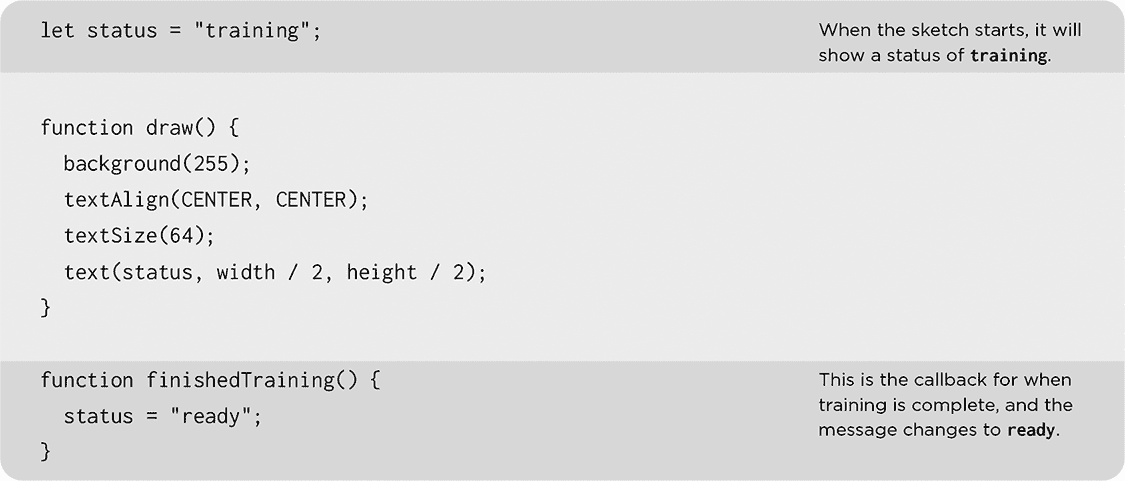 let status = "training";
When the sketch starts, it will
show a status of training.
function draw() {
background(255);
textAlign(CENTER, CENTER);
textSize(64);
text(status, width / 2, height / 2);
}
function finishedTraining() {
status = "ready";
}
This is the callback for when
training is complete, and the
message changes to ready.